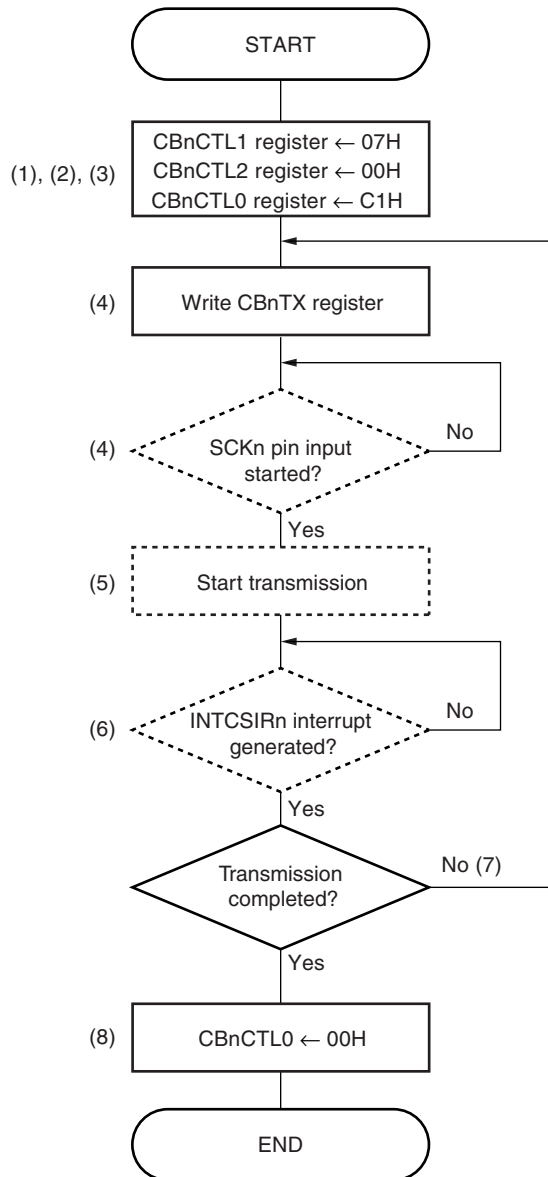 START
(1), (2), (3)
CBnCTL1 register ← 07H
CBnCTL2 register ← 00H
CBnCTL0 register ← C1H
(4)
Write CBnTX register
(4)
SCKn pin input
started?
No
Yes
(5)
Start transmission
(6)
INTCSIRn interrupt
generated?
No
Yes
Transmission
completed?
No (7)
Yes
(8)
CBnCTL0 ← 00H
END